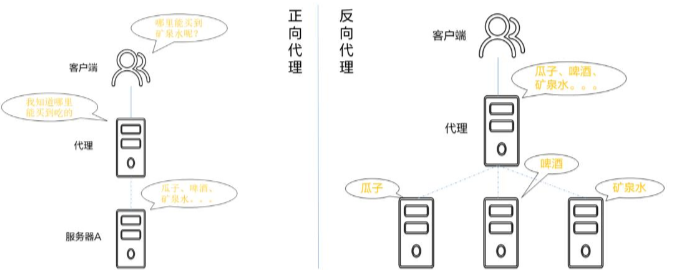 哪里能买到
矿泉水呢?
客户端
我知道哪里
能买到吃的
代理
瓜子、啤酒、
矿泉水。。。
服务器A
正向代理
反向代理
客户端
瓜子、啤酒、
矿泉水。。。
代理
瓜子
啤酒
矿泉水